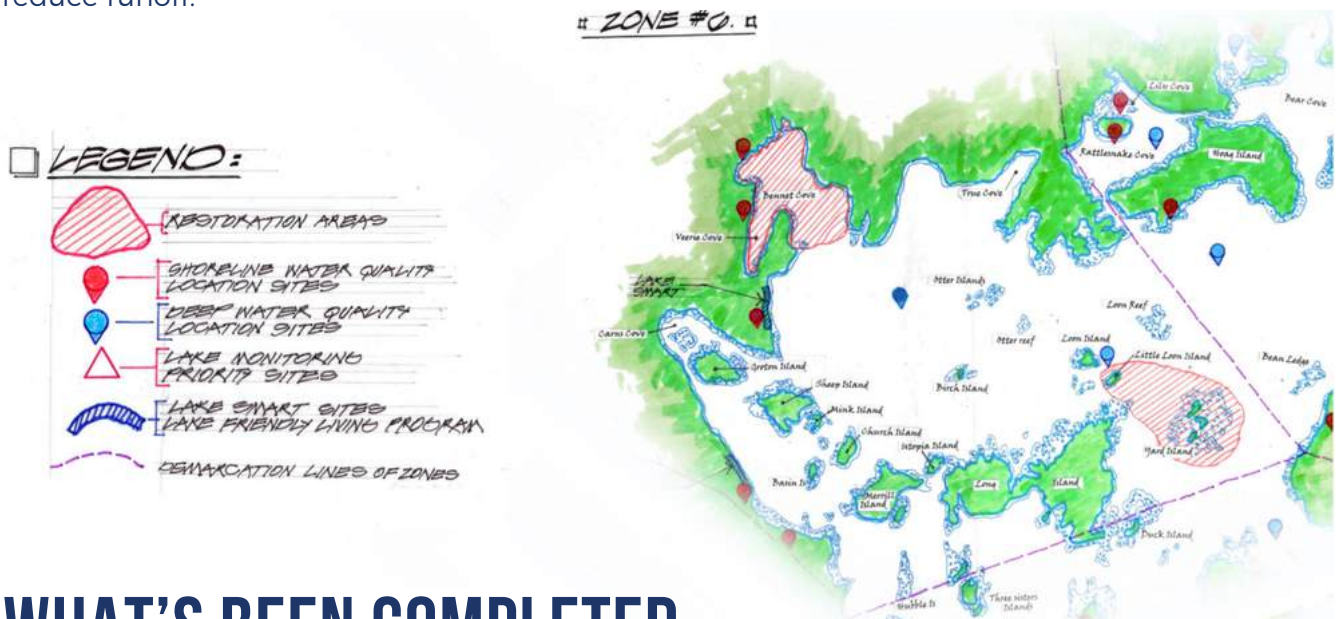 reduce runoff.
¤ ZONE #6. ¤
LEGEND:
RESTORATION AREAS
SHORELINE WATER QUALITY
LOCATION SITES
DEEP WATER QUALITY
LOCATION SITES
LAKE MONITORING
PRIORITY SITES
LAKE SMART SITES
LAKE FRIENDLY LIVING PROGRAM
DEMARCATION LINES OF ZONES
Lily Cove
Bear Cove
Rattlesnake Cove
Hoag Island
Bennet Cove
True Cove
Veerie Cove
LAKE
SMART
Otter Islands
Loon Reef
Otter reef
Carns Cove
Loon Island
Little Loon Island
Bean Ledge
Groton Island
Birch Island
Sheep Island
Mink Island
Church Island
Utopia Island
Yard Island
Basin Is
Merrill
Island
Long
Island
Duck Island
Hubble Is
Three sisters
Islands
WHAT'S BEEN COMPLETED